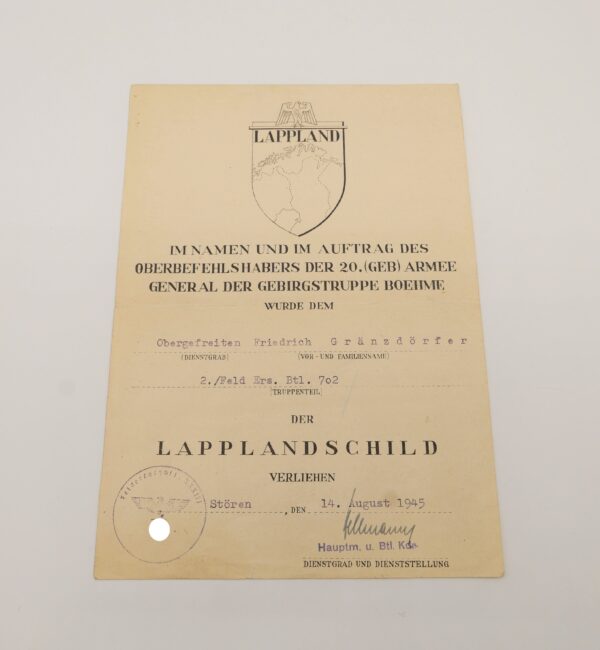 LAPPLAND
IM NAMEN UND IM AUFTRAG DES
OBERBEFEHLSHABERS DER 20.(GEB) ARMEE
GENERAL DER GEBIRGSTRUPPE BOEHME
WURDE DEM
Obergefreiten Friedrich Gränzdörfer
(DIENSTGRAD) (VOR- UND FAMILIENNAME)
2./Feld Ers. Btl. 702
(TRUPPENTEIL)
DER
LAPPLANDSCHILD
VERLIEHEN
Stören, DEN 14. August 1945
Hauptm. u. Btl. Kdr.
DIENSTGRAD UND DIENSTSTELLUNG